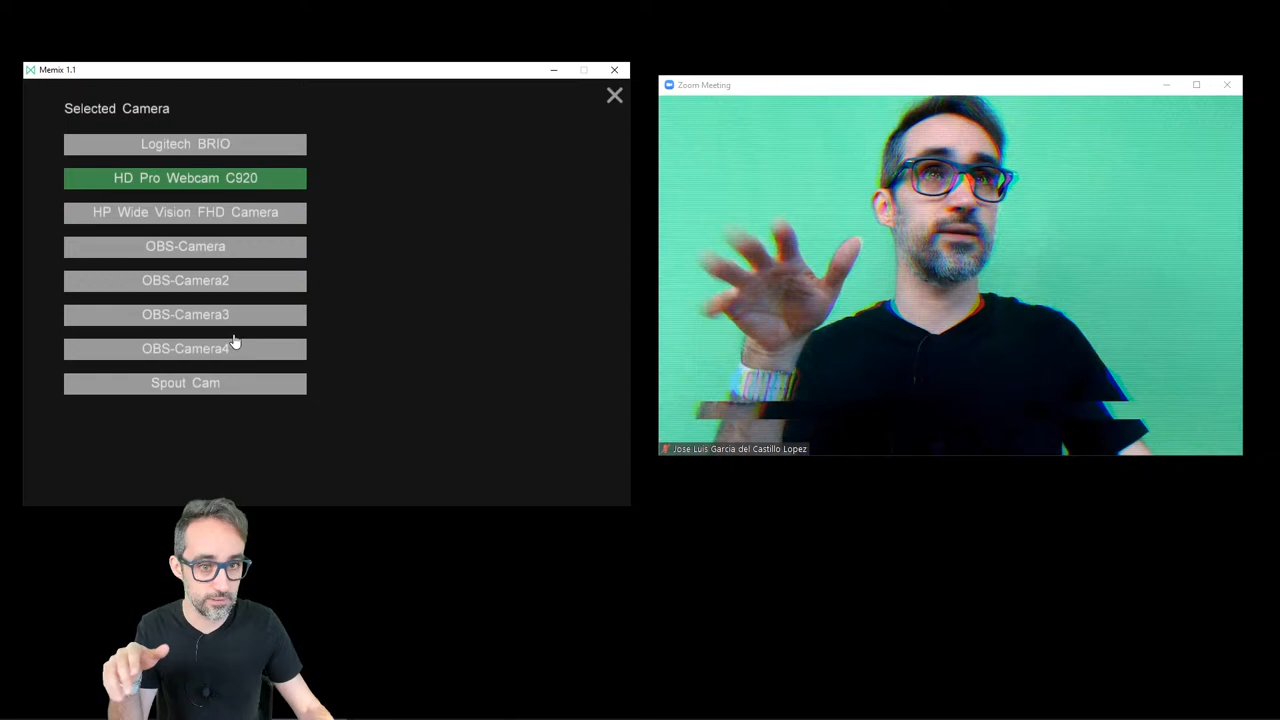 Memix 1.1
Selected Camera
Logitech BRIO
HD Pro Webcam C920
HP Wide Vision FHD Camera
OBS-Camera
OBS-Camera2
OBS-Camera3
OBS-Camera4
Spout Cam
Zoom Meeting
Jose Luis Garcia del Castillo Lopez